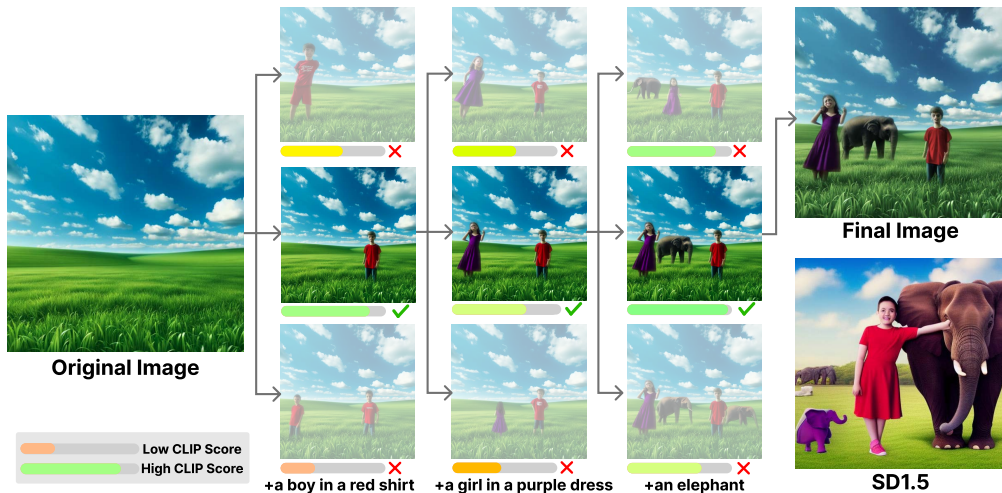 Original Image
Low CLIP Score
High CLIP Score
+a boy in a red shirt
+a girl in a purple dress
+an elephant
Final Image
SD1.5